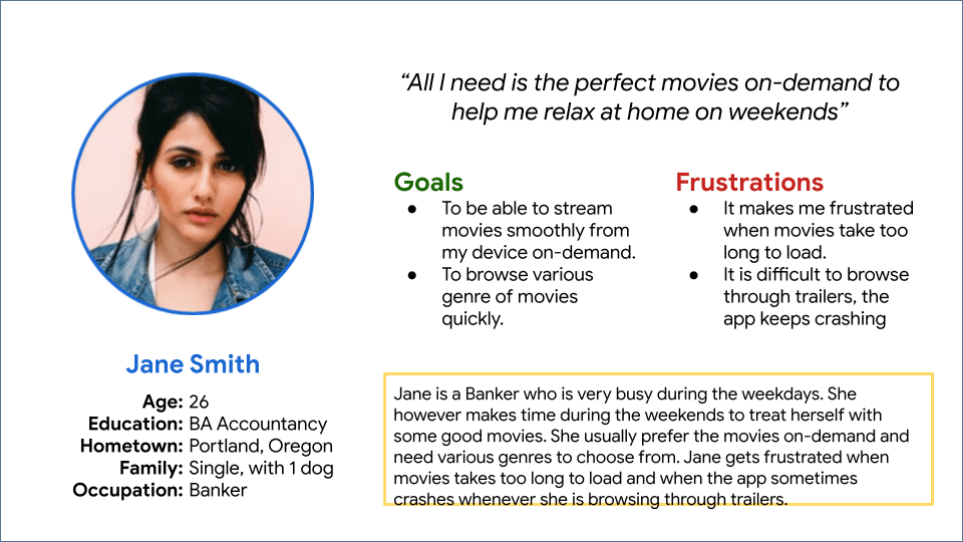 “All I need is the perfect movies on-demand to
help me relax at home on weekends”
Goals
● To be able to stream
movies smoothly from
my device on-demand.
● To browse various
genre of movies
quickly.
Frustrations
● It makes me frustrated
when movies take too
long to load.
● It is difficult to browse
through trailers, the
app keeps crashing
Jane Smith
Age: 26
Education: BA Accountancy
Hometown: Portland, Oregon
Family: Single, with 1 dog
Occupation: Banker
Jane is a Banker who is very busy during the weekdays. She
however makes time during the weekends to treat herself with
some good movies. She usually prefer the movies on-demand and
need various genres to choose from. Jane gets frustrated when
movies takes too long to load and when the app sometimes
crashes whenever she is browsing through trailers.